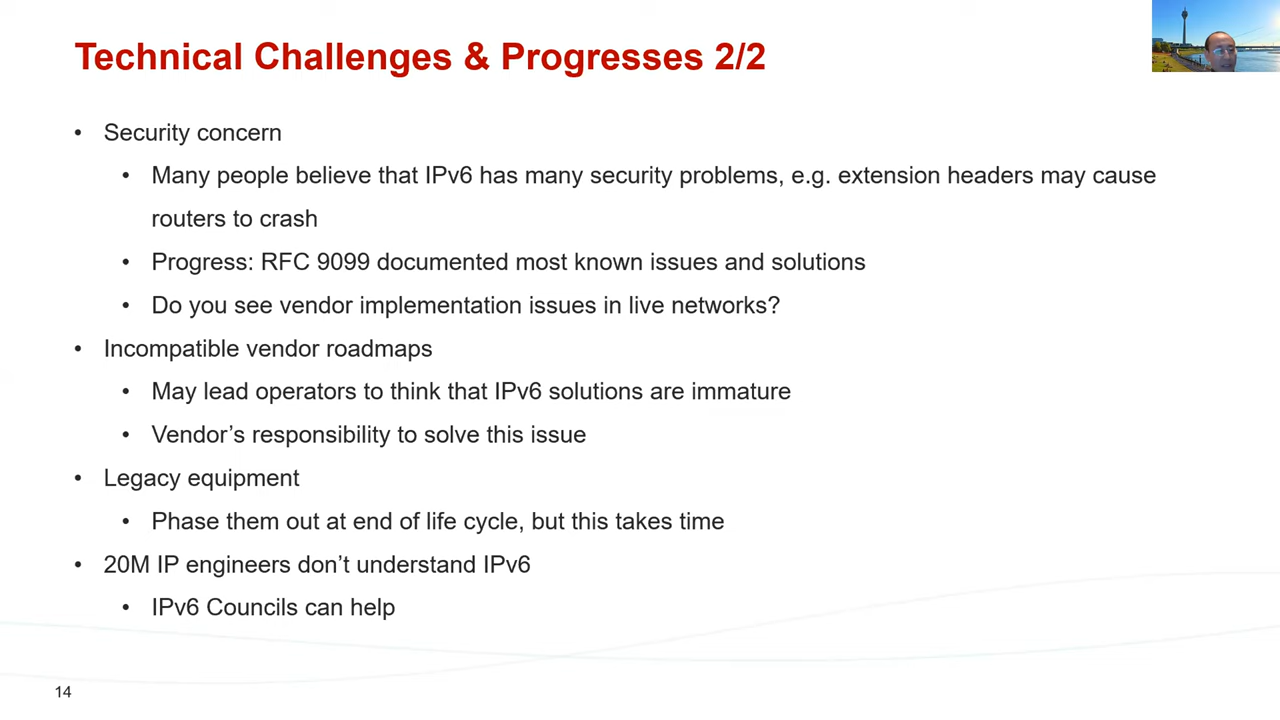 Technical Challenges & Progresses 2/2
• Security concern
• Many people believe that IPv6 has many security problems, e.g. extension headers may cause
routers to crash
• Progress: RFC 9099 documented most known issues and solutions
• Do you see vendor implementation issues in live networks?
• Incompatible vendor roadmaps
• May lead operators to think that IPv6 solutions are immature
• Vendor’s responsibility to solve this issue
• Legacy equipment
• Phase them out at end of life cycle, but this takes time
• 20M IP engineers don’t understand IPv6
• IPv6 Councils can help
14